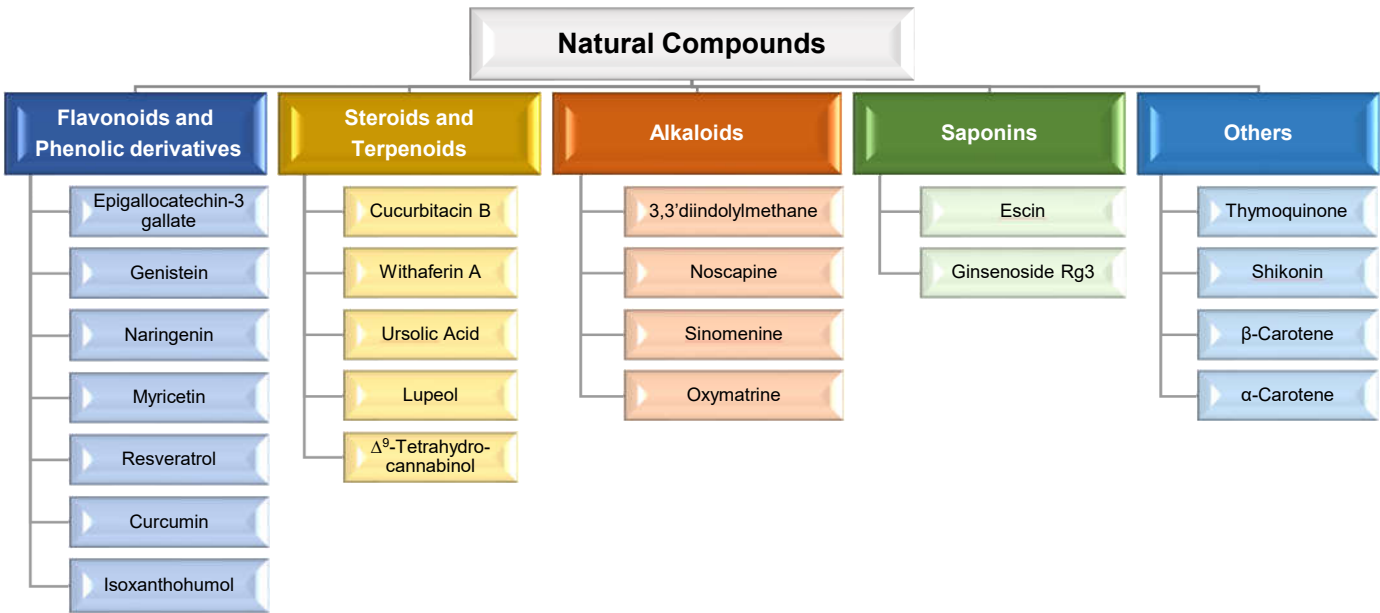 Natural Compounds
Flavonoids and
Phenolic derivatives
Epigallocatechin-3
gallate
Genistein
Naringenin
Myricetin
Resveratrol
Curcumin
Isoxanthohumol
Steroids and
Terpenoids
Cucurbitacin B
Withaferin A
Ursolic Acid
Lupeol
Δ⁹-Tetrahydro-
cannabinol
Alkaloids
3,3’diindolylmethane
Noscapine
Sinomenine
Oxymatrine
Saponins
Escin
Ginsenoside Rg3
Others
Thymoquinone
Shikonin
β-Carotene
α-Carotene